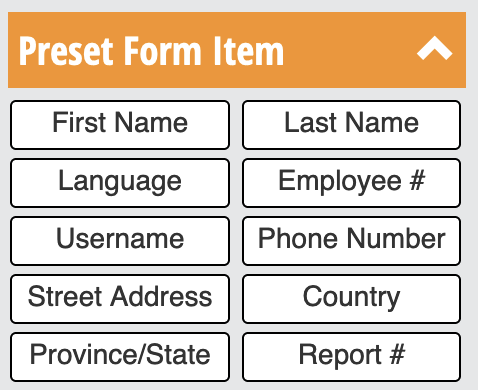 Preset Form Item
First Name
Last Name
Language
Employee #
Username
Phone Number
Street Address
Country
Province/State
Report #